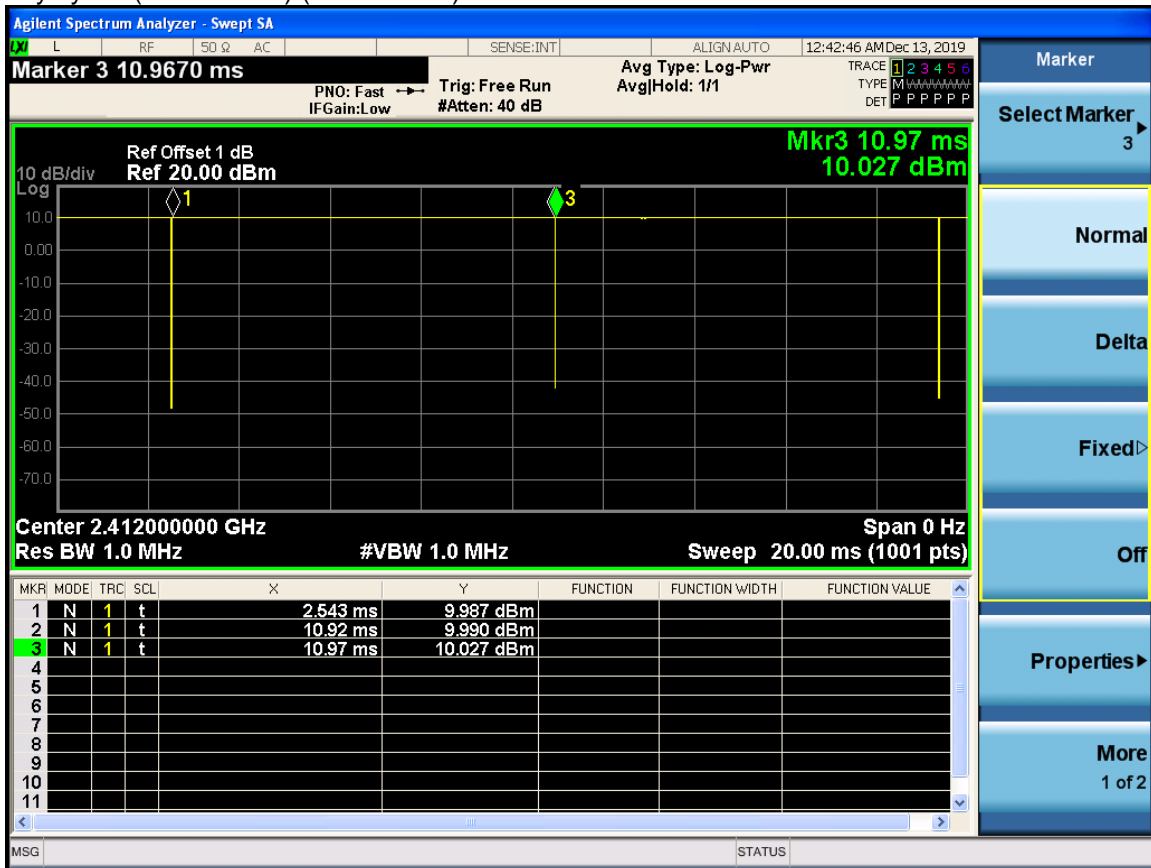 Agilent Spectrum Analyzer - Swept SA
LXI L RF 50 Ω AC SENSE:INT ALIGN AUTO 12:42:46 AM Dec 13, 2019
Marker 3 10.9670 ms
PNO: Fast
IFGain:Low
Trig: Free Run
#Atten: 40 dB
Avg Type: Log-Pwr
Avg|Hold: 1/1
TRACE 1 2 3 4 5 6
TYPE M W W W W W
DET P P P P P P
Mkr3 10.97 ms
10.027 dBm
Ref Offset 1 dB
10 dB/div Ref 20.00 dBm
Log
1
3
10.0
0.00
-10.0
-20.0
-30.0
-40.0
-50.0
-60.0
-70.0
Center 2.412000000 GHz Span 0 Hz
Res BW 1.0 MHz #VBW 1.0 MHz Sweep 20.00 ms (1001 pts)
MKR MODE TRC SCL X Y FUNCTION FUNCTION WIDTH FUNCTION VALUE
1 N 1 t 2.543 ms 9.987 dBm
2 N 1 t 10.92 ms 9.990 dBm
3 N 1 t 10.97 ms 10.027 dBm
4
5
6
7
8
9
10
11
MSG STATUS
Marker
Select Marker
3
Normal
Delta
Fixed
Off
Properties
More
1 of 2